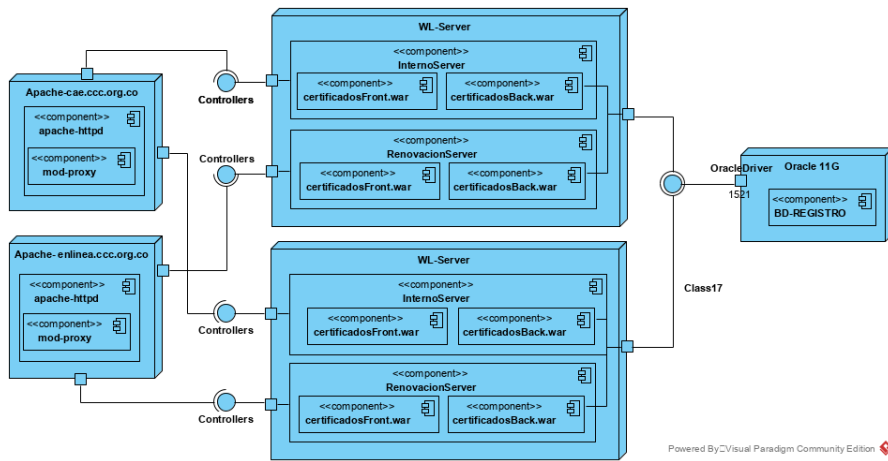 Apache-cae.ccc.org.co
<<component>>
apache-httpd
<<component>>
mod-proxy
Apache- enlinea.ccc.org.co
<<component>>
apache-httpd
<<component>>
mod-proxy
Controllers
Controllers
Controllers
Controllers
WL-Server
<<component>>
InternoServer
<<component>>
certificadosFront.war
<<component>>
certificadosBack.war
<<component>>
RenovacionServer
<<component>>
certificadosFront.war
<<component>>
certificadosBack.war
WL-Server
<<component>>
InternoServer
<<component>>
certificadosFront.war
<<component>>
certificadosBack.war
<<component>>
RenovacionServer
<<component>>
certificadosFront.war
<<component>>
certificadosBack.war
OracleDriver
1521
Class17
Oracle 11G
<<component>>
BD-REGISTRO
Powered By Visual Paradigm Community Edition